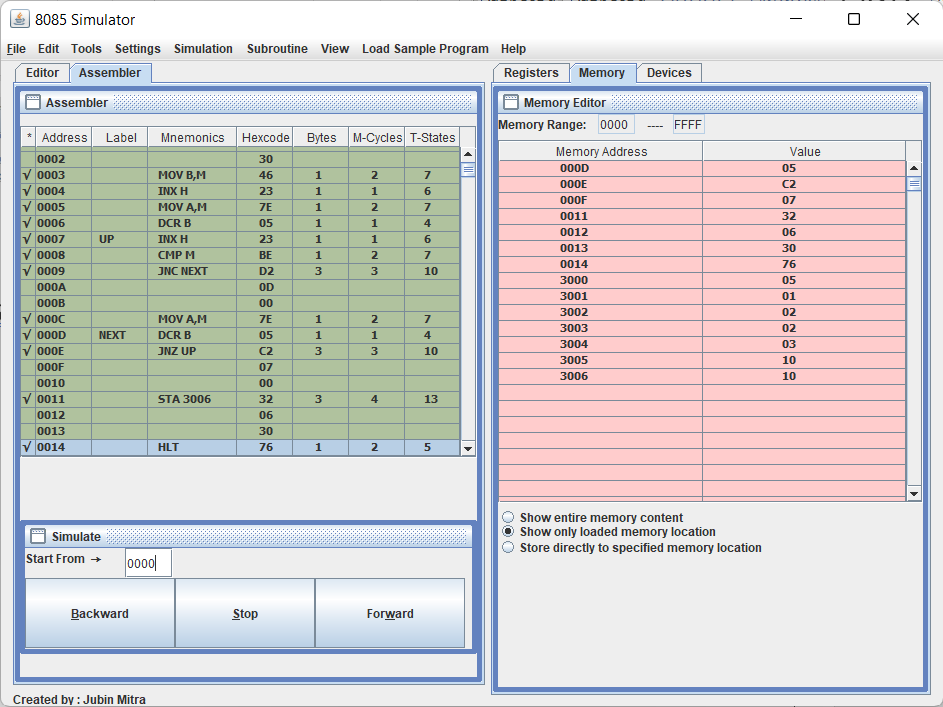 8085 Simulator
File Edit Tools Settings Simulation Subroutine View Load Sample Program Help
Editor Assembler
Assembler
* Address Label Mnemonics Hexcode Bytes M-Cycles T-States
0002 30
√ 0003 MOV B,M 46 1 2 7
√ 0004 INX H 23 1 1 6
√ 0005 MOV A,M 7E 1 2 7
√ 0006 DCR B 05 1 1 4
√ 0007 UP INX H 23 1 1 6
√ 0008 CMP M BE 1 2 7
√ 0009 JNC NEXT D2 3 3 10
000A 0D
000B 00
√ 000C MOV A,M 7E 1 2 7
√ 000D NEXT DCR B 05 1 1 4
√ 000E JNZ UP C2 3 3 10
000F 07
0010 00
√ 0011 STA 3006 32 3 4 13
0012 06
0013 30
√ 0014 HLT 76 1 2 5
Simulate
Start From → 0000
Backward Stop Forward
Created by : Jubin Mitra
Registers Memory Devices
Memory Editor
Memory Range: 0000 ---- FFFF
Memory Address Value
000D 05
000E C2
000F 07
0011 32
0012 06
0013 30
0014 76
3000 05
3001 01
3002 02
3003 02
3004 03
3005 10
3006 10
Show entire memory content
Show only loaded memory location
Store directly to specified memory location